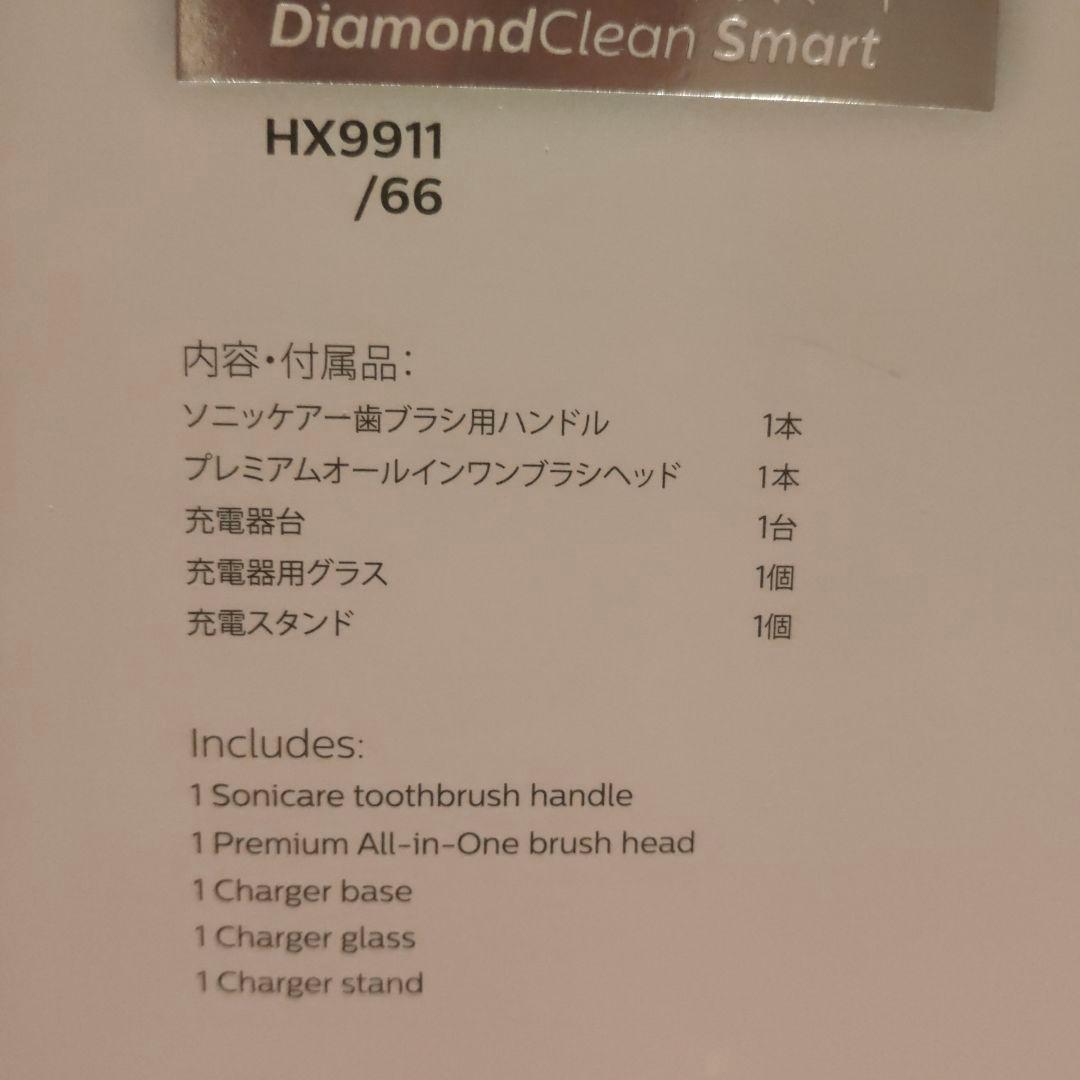 DiamondClean Smart
HX9911
/66
内容・付属品：
ソニッケアー歯ブラシ用ハンドル 1本
プレミアムオールインワンブラシヘッド 1本
充電器台 1台
充電器用グラス 1個
充電スタンド 1個
Includes:
1 Sonicare toothbrush handle
1 Premium All-in-One brush head
1 Charger base
1 Charger glass
1 Charger stand